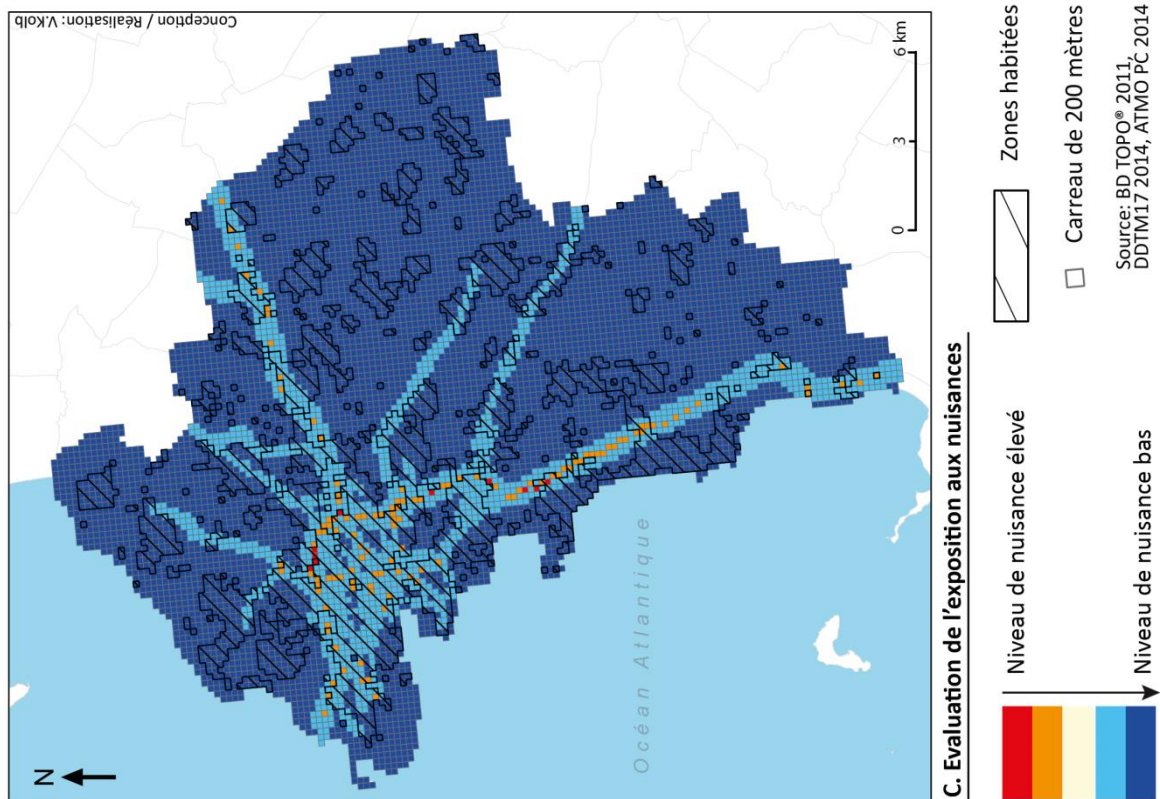 Conception / Réalisation: V.Kolb
N
Océan Atlantique
0 3 6 km
C. Evaluation de l'exposition aux nuisances
Niveau de nuisance élevé
Niveau de nuisance bas
Zones habitées
Carreau de 200 mètres
Source: BD TOPO® 2011,
DDTM17 2014, ATMO PC 2014